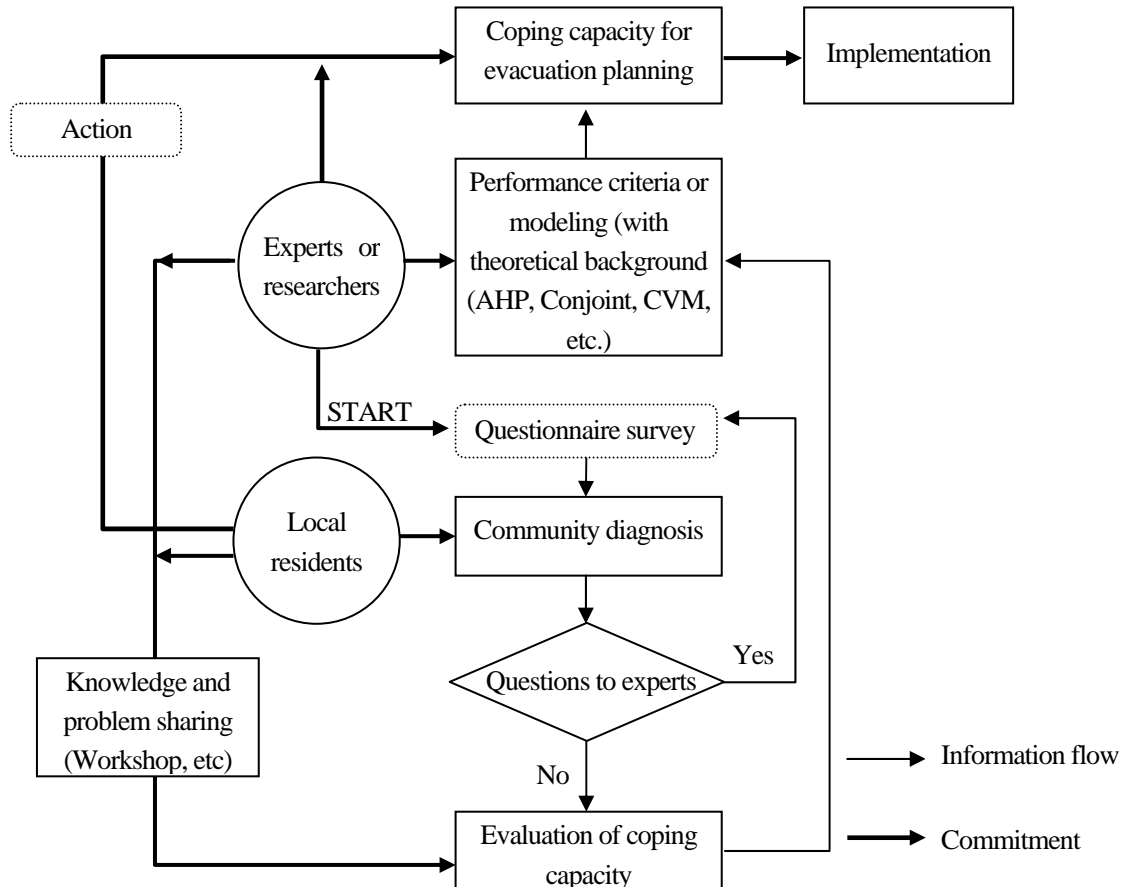 Coping capacity for
evacuation planning
Implementation
Action
Performance criteria or
modeling (with
theoretical background
(AHP, Conjoint, CVM,
etc.)
Experts or
researchers
START
Questionnaire survey
Local
residents
Community diagnosis
Yes
Questions to experts
Knowledge and
problem sharing
(Workshop, etc)
No
Information flow
Evaluation of coping
capacity
Commitment